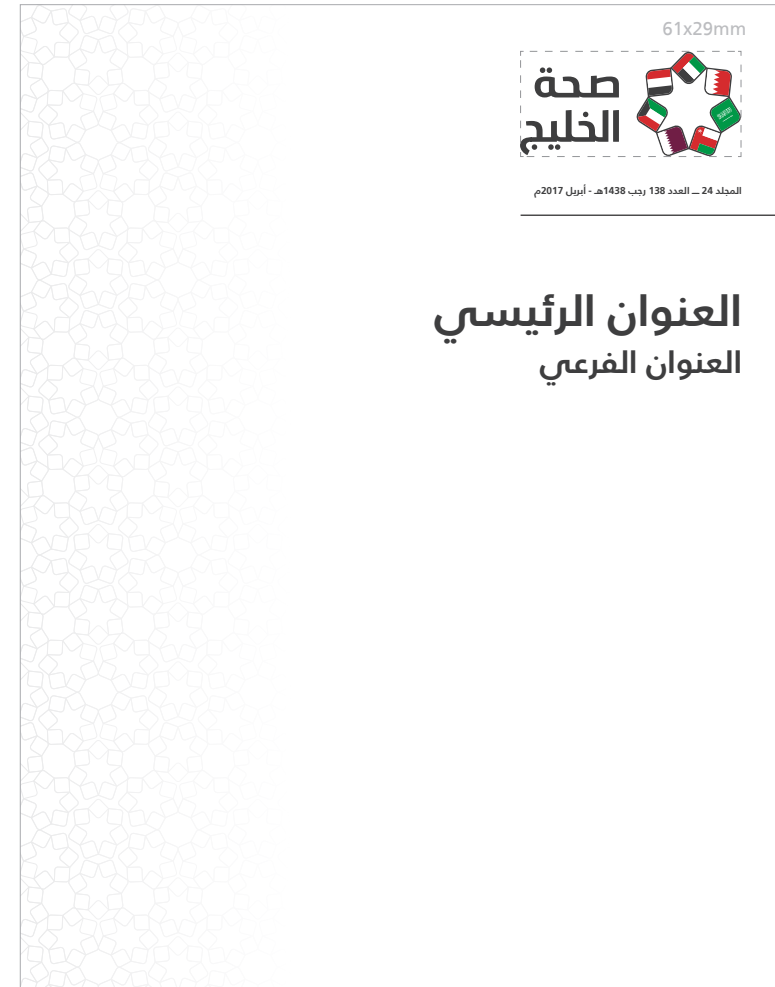 61x29mm
صحة
الخليج
المجلد 24 ــ العدد 138 رجب 1438هـ - أبريل 2017م
العنوان الرئيسي
العنوان الفرعي